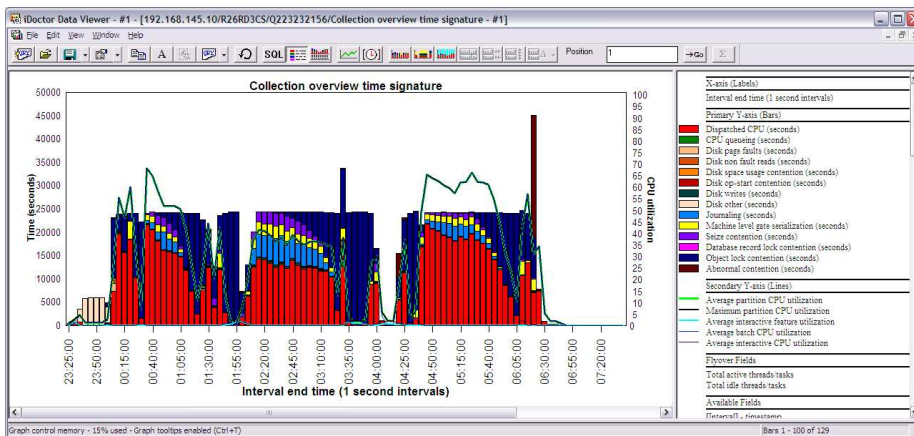 iDoctor Data Viewer - #1 - [192.168.145.10/R26RD3CS/Q223232156/Collection overview time signature - #1]
File Edit View Window Help
A SQL Position 1 Go Σ
Collection overview time signature
50000
45000
40000
35000
30000
25000
20000
15000
10000
5000
0
Time (seconds)
100
95
90
85
80
75
70
65
60
55
50
45
40
35
30
25
20
15
10
5
0
CPU utilization
23:25:00 23:50:00 00:15:00 00:40:00 01:05:00 01:30:00 01:55:00 02:20:00 02:45:00 03:10:00 03:35:00 04:00:00 04:25:00 04:50:00 05:15:00 05:40:00 06:05:00 06:30:00 06:55:00 07:20:00
Interval end time (1 second intervals)
X-axis (Labels)
Interval end time (1 second intervals)
Primary Y-axis (Bars)
Dispatched CPU (seconds)
CPU queueing (seconds)
Disk page faults (seconds)
Disk non fault reads (seconds)
Disk space usage contention (seconds)
Disk op-start contention (seconds)
Disk writes (seconds)
Disk other (seconds)
Journaling (seconds)
Machine level gate serialization (seconds)
Seize contention (seconds)
Database record lock contention (seconds)
Object lock contention (seconds)
Abnormal contention (seconds)
Secondary Y-axis (Lines)
Average partition CPU utilization
Maximum partition CPU utilization
Average interactive feature utilization
Average batch CPU utilization
Average interactive CPU utilization
Flyover Fields
Total active threads/tasks
Total idle threads/tasks
Available Fields
Interval - timestamp
Graph control memory - 15% used - Graph tooltips enabled (Ctrl+T)
Bars 1 - 100 of 129